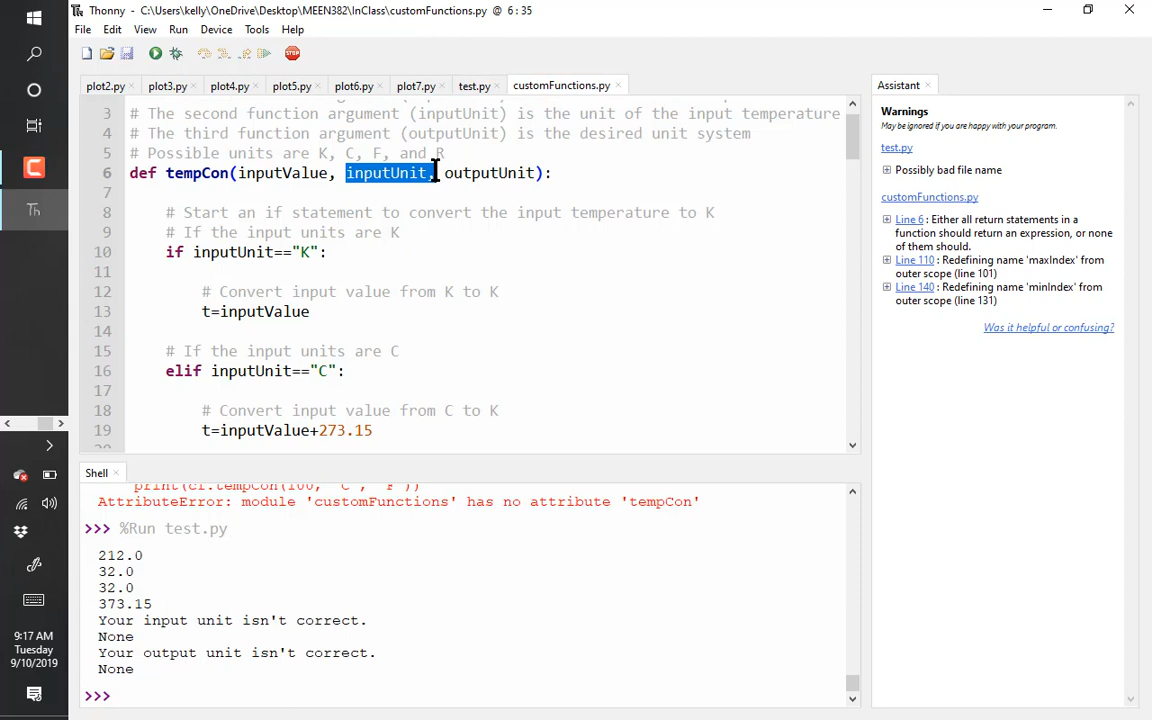 Thonny - C:\Users\kelly\OneDrive\Desktop\MEEN382\InClass\customFunctions.py @ 6 : 35
File Edit View Run Device Tools Help
STOP
plot2.py plot3.py plot4.py plot5.py plot6.py plot7.py test.py customFunctions.py
3 # The second function argument (inputUnit) is the unit of the input temperature
4 # The third function argument (outputUnit) is the desired unit system
5 # Possible units are K, C, F, and R
6 def tempCon(inputValue, inputUnit, outputUnit):
7
8 # Start an if statement to convert the input temperature to K
9 # If the input units are K
10 if inputUnit=="K":
11
12 # Convert input value from K to K
13 t=inputValue
14
15 # If the input units are C
16 elif inputUnit=="C":
17
18 # Convert input value from C to K
19 t=inputValue+273.15
Shell
print(cf.tempCon(100, "C", "F"))
AttributeError: module 'customFunctions' has no attribute 'tempCon'
>>> %Run test.py
212.0
32.0
32.0
373.15
Your input unit isn't correct.
None
Your output unit isn't correct.
None
>>>
Assistant
Warnings
May be ignored if you are happy with your program.
test.py
Possibly bad file name
customFunctions.py
Line 6 : Either all return statements in a
function should return an expression, or none
of them should.
Line 110 : Redefining name 'maxIndex' from
outer scope (line 101)
Line 140 : Redefining name 'minIndex' from
outer scope (line 131)
Was it helpful or confusing?
Th
9:17 AM
Tuesday
9/10/2019